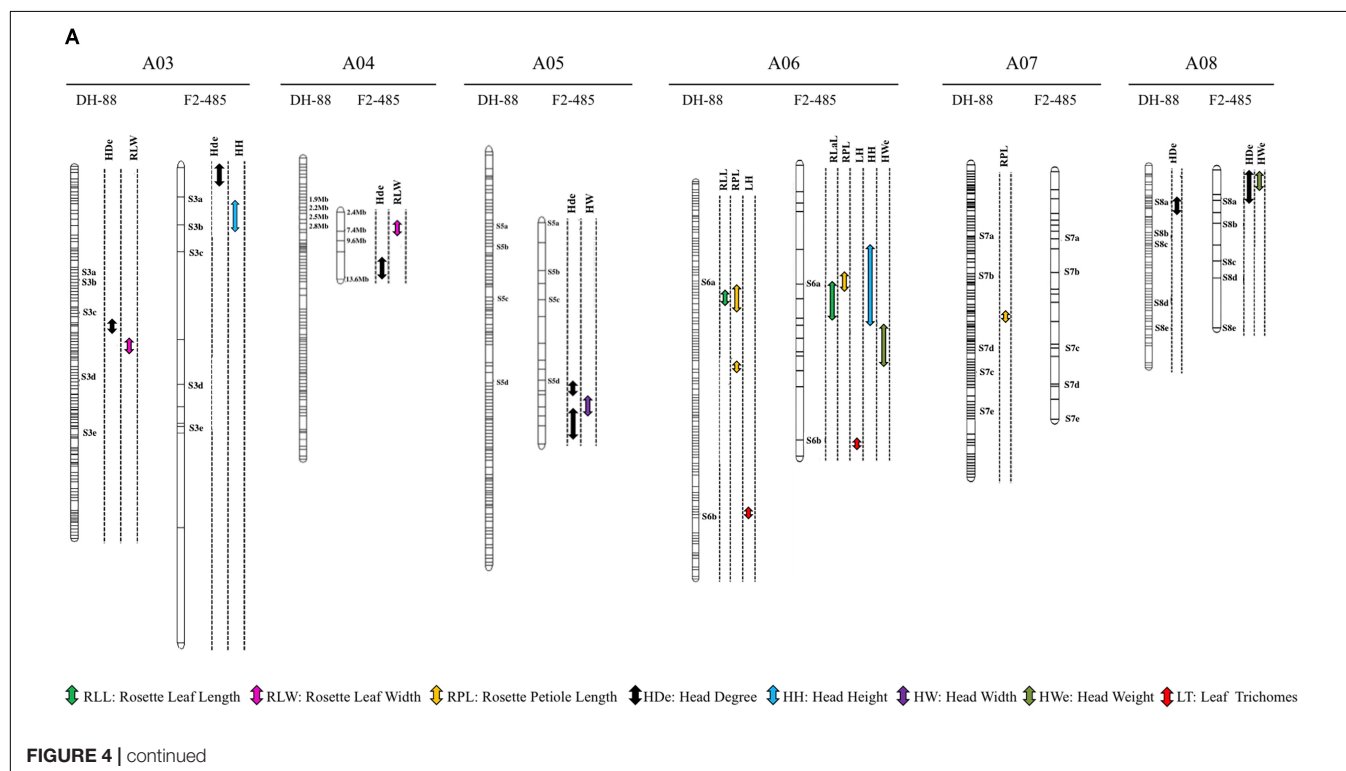 A
A03 A04 A05 A06 A07 A08
DH-88 F2-485 DH-88 F2-485 DH-88 F2-485 DH-88 F2-485 DH-88 F2-485 DH-88 F2-485
HDe RLW Hde HH
S3a
S3b
S3c
S3d
S3e
S3a
S3b
S3c
S3d
S3e
1.9Mb
2.2Mb
2.5Mb
2.8Mb
Hde RLW
2.4Mb
7.4Mb
9.6Mb
13.6Mb
S5a
S5b
S5c
S5d
Hde HW
S5a
S5b
S5c
S5d
RLL RPL LH
S6a
S6b
RLaL RPL LH HH HWe
S6a
S6b
RPL
S7a
S7b
S7d
S7c
S7e
S7a
S7b
S7c
S7d
S7e
HDe
S8a
S8b
S8c
S8d
S8e
HDe HWe
S8a
S8b
S8c
S8d
S8e
RLL: Rosette Leaf Length RLW: Rosette Leaf Width RPL: Rosette Petiole Length HDe: Head Degree HH: Head Height HW: Head Width HWe: Head Weight LT: Leaf Trichomes
FIGURE 4 | continued